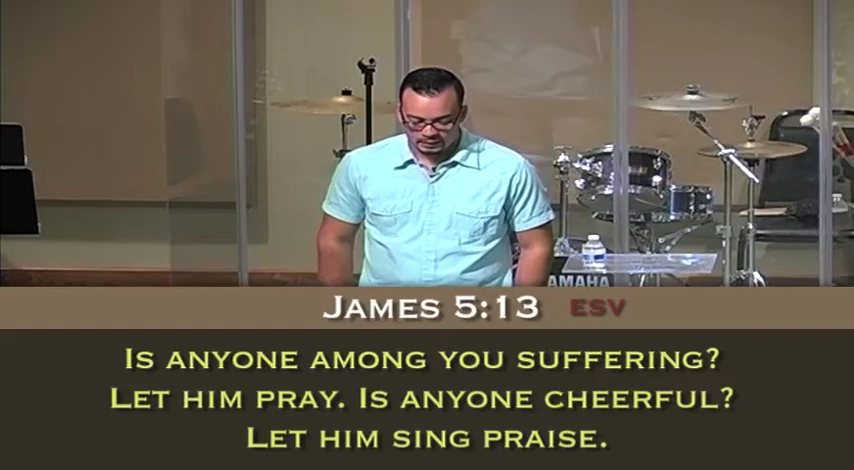 YAMAHA
James 5:13 ESV
Is anyone among you suffering?
Let him pray. Is anyone cheerful?
Let him sing praise.